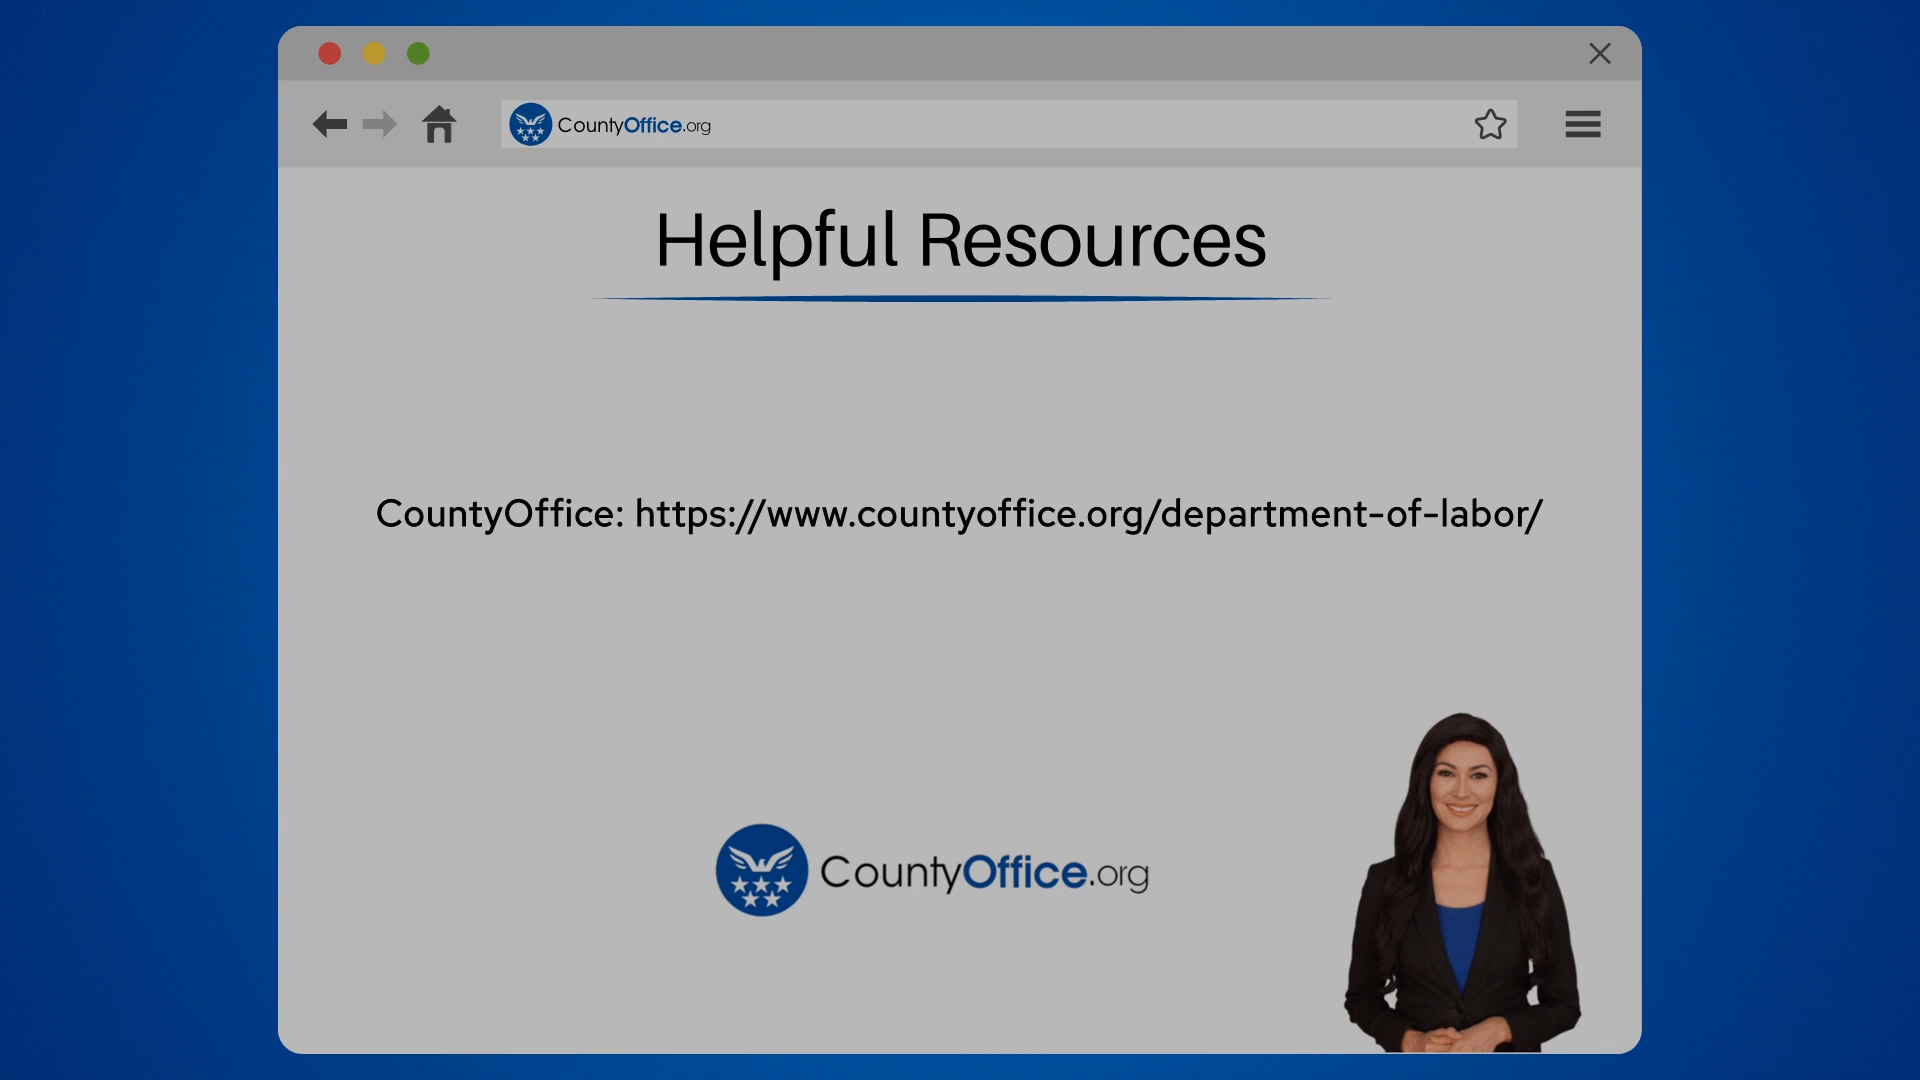 CountyOffice.org
Helpful Resources
CountyOffice: https://www.countyoffice.org/department-of-labor/
CountyOffice.org